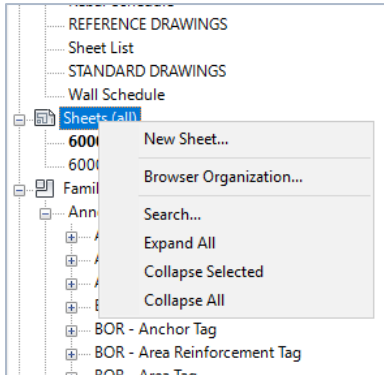 REFERENCE DRAWINGS
Sheet List
STANDARD DRAWINGS
Wall Schedule
Sheets (all)
New Sheet...
Browser Organization...
Search...
Expand All
Collapse Selected
Collapse All
BOR - Anchor Tag
BOR - Area Reinforcement Tag